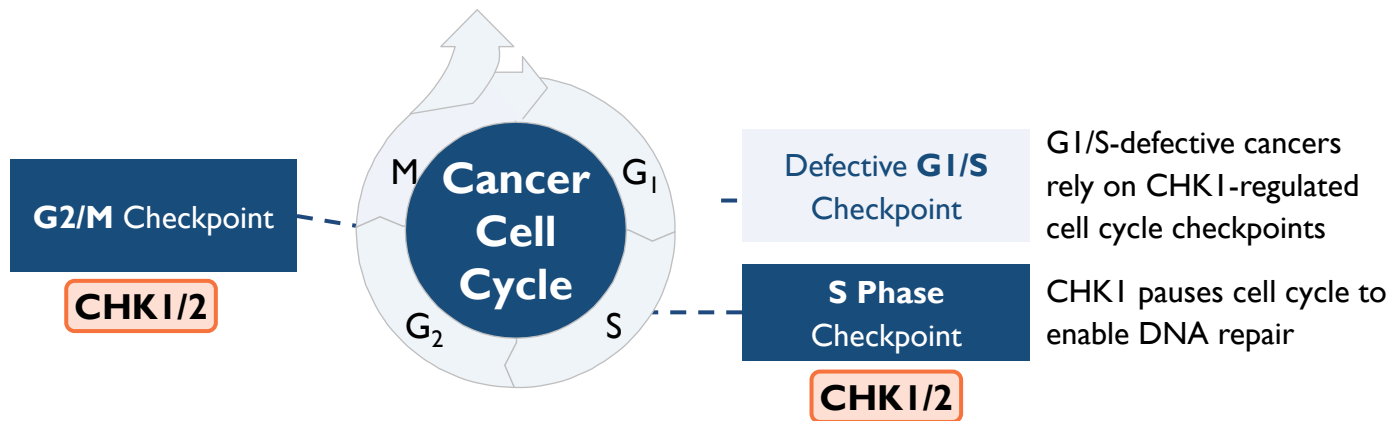 G2/M Checkpoint
CHK1/2
M
G₁
G₂
S
Cancer
Cell
Cycle
Defective G1/S
Checkpoint
G1/S-defective cancers
rely on CHK1-regulated
cell cycle checkpoints
S Phase
Checkpoint
CHK1/2
CHK1 pauses cell cycle to
enable DNA repair